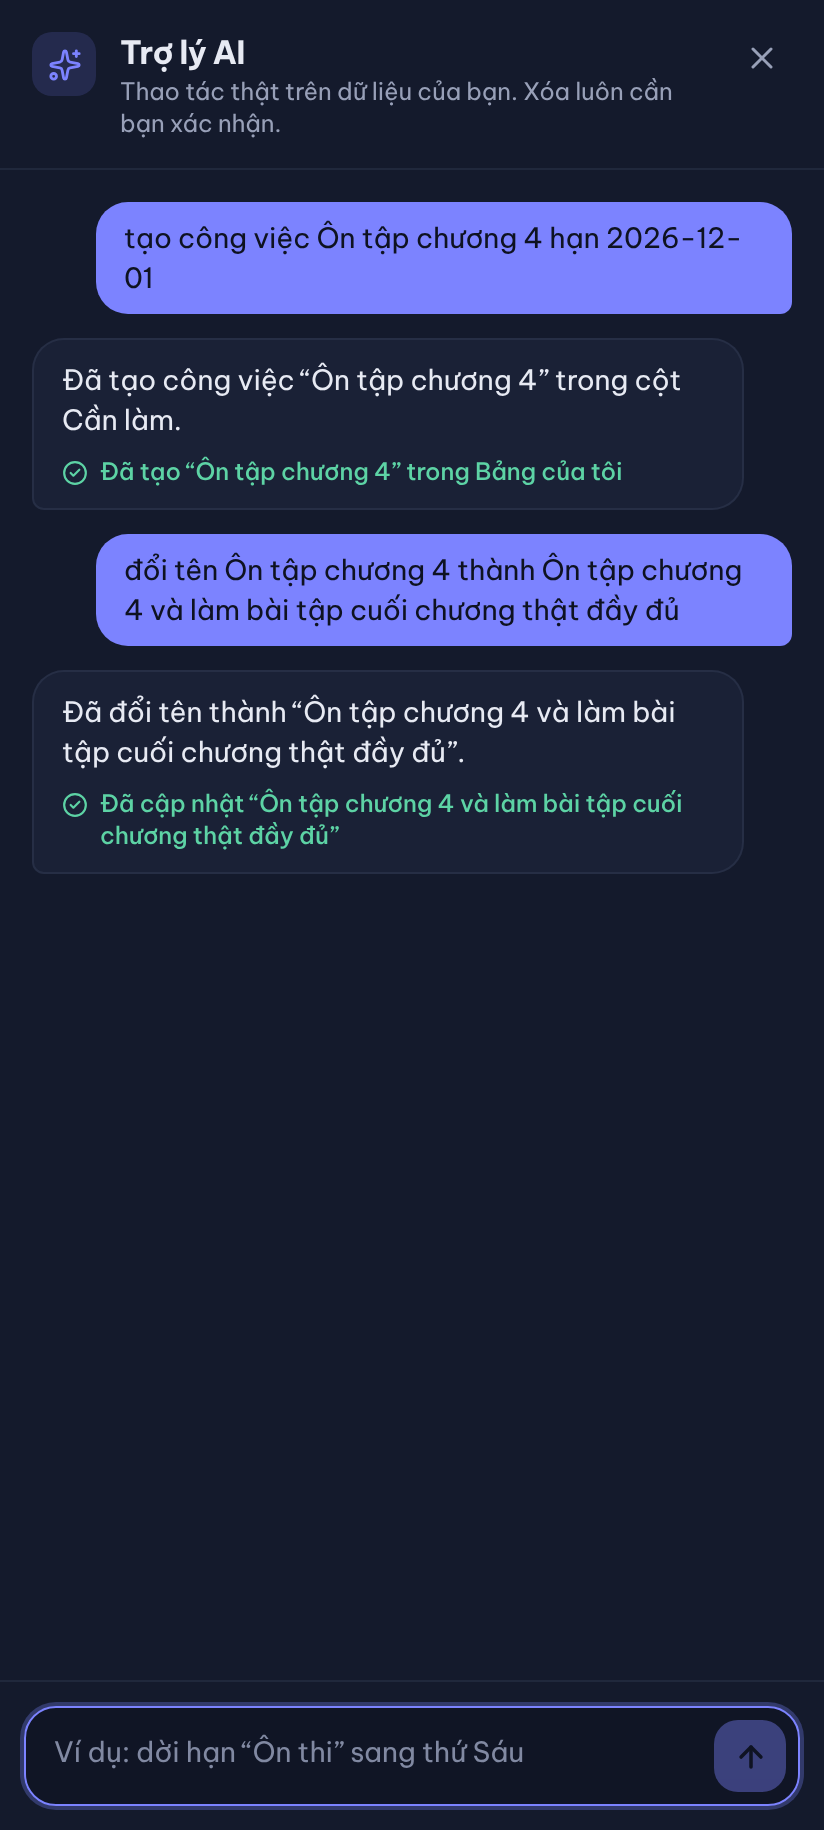 Trợ lý AI
Thao tác thật trên dữ liệu của bạn. Xóa luôn cần
bạn xác nhận.
tạo công việc Ôn tập chương 4 hạn 2026-12-
01
Đã tạo công việc “Ôn tập chương 4” trong cột
Cần làm.
Đã tạo “Ôn tập chương 4” trong Bảng của tôi
đổi tên Ôn tập chương 4 thành Ôn tập chương
4 và làm bài tập cuối chương thật đầy đủ
Đã đổi tên thành “Ôn tập chương 4 và làm bài
tập cuối chương thật đầy đủ”.
Đã cập nhật “Ôn tập chương 4 và làm bài tập cuối
chương thật đầy đủ”
Ví dụ: dời hạn “Ôn thi” sang thứ Sáu